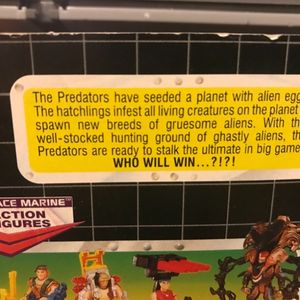 The Predators have seeded a planet with alien egg
The hatchlings infest all living creatures on the planet
spawn new breeds of gruesome aliens. With th
well-stocked hunting ground of ghastly aliens, th
Predators are ready to stalk the ultimate in big game
WHO WILL WIN...?!?!
ACE MARINE
ACTION
FIGURES